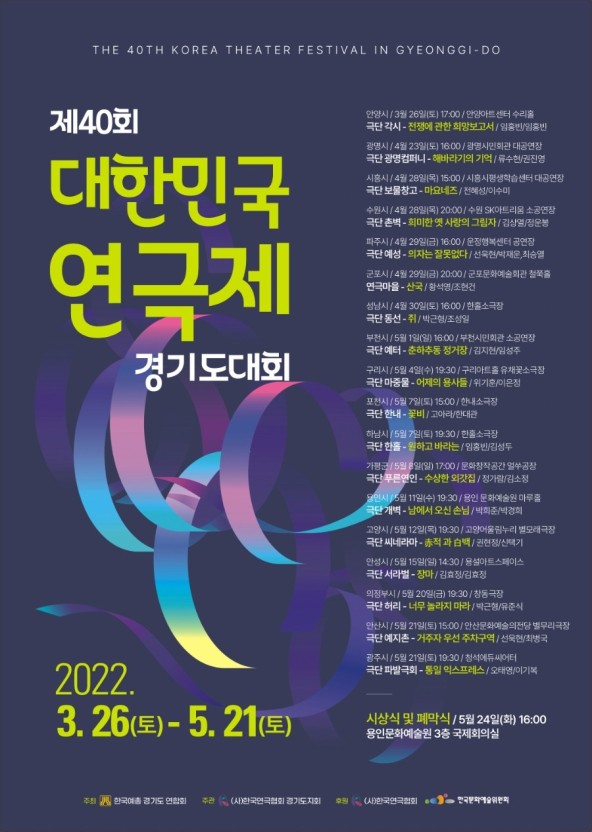 THE 40TH KOREA THEATER FESTIVAL IN GYEONGGI-DO
제40회
대한민국
연극제
경기도대회
안양시 / 3월 26일(토) 17:00 / 안양아트센터 수리홀
극단 각시 - 전쟁에 관한 희망보고서 / 임홍빈/임홍빈
광명시 / 4월 23일(토) 16:00 / 광명시민회관 대공연장
극단 광명컴퍼니 - 해바라기의 기억 / 류수현/권진영
시흥시 / 4월 28일(목) 15:00 / 시흥시평생학습센터 대공연장
극단 보물창고 - 마요네즈 / 전혜성/이수미
수원시 / 4월 28일(목) 20:00 / 수원 SK아트리움 소공연장
극단 촌벽 - 희미한 옛 사랑의 그림자 / 김상열/정운봉
파주시 / 4월 29일(금) 16:00 / 운정행복센터 공연장
극단 예성 - 의자는 잘못없다 / 선욱현/박재운,최승열
군포시 / 4월 29일(금) 20:00 / 군포문화예술회관 철쭉홀
연극마을 - 산국 / 황석영/조현건
성남시 / 4월 30일(토) 16:00 / 한홀소극장
극단 동선 - 쥐 / 박근형/조성일
부천시 / 5월 1일(일) 16:00 / 부천시민회관 소공연장
극단 예터 - 춘하추동 정거장 / 김지현/임성주
구리시 / 5월 4일(수) 19:30 / 구리아트홀 유채꽃소극장
극단 마중물 - 어제의 용사들 / 위기훈/이은정
포천시 / 5월 7일(토) 15:00 / 한내소극장
극단 한내 - 꽃비 / 고아라/한대관
하남시 / 5월 7일(토) 19:30 / 한홀소극장
극단 한홀 - 원하고 바라는 / 임홍빈/김성두
가평군 / 5월 8일(일) 17:00 / 문화창작공간 얼쑤공장
극단 푸른연인 - 수상한 외갓집 / 정가람/김소정
용인시 / 5월 11일(수) 19:30 / 용인 문화예술원 마루홀
극단 개벽 - 남에서 오신 손님 / 박희준/박경희
고양시 / 5월 12일(목) 19:30 / 고양어울림누리 별모래극장
극단 씨네라마 - 赤적 과 白백 / 권현정/신택기
안성시 / 5월 15일(일) 14:30 / 용설아트스페이스
극단 서라벌 - 장마 / 김효정/김효정
의정부시 / 5월 20일(금) 19:30 / 창동극장
극단 허리 - 너무 놀라지 마라 / 박근형/유준식
안산시 / 5월 21일(토) 15:00 / 안산문화예술의전당 별무리극장
극단 예지촌 - 거주자 우선 주차구역 / 선욱현/최병국
광주시 / 5월 21일(토) 19:30 / 청석에듀씨어터
극단 파발극회 - 통일 익스프레스 / 오태영/이기복
시상식 및 폐막식 / 5월 24일(화) 16:00
용인문화예술원 3층 국제회의실
2022.
3. 26(토) - 5. 21(토)
주최 한국예총 경기도 연합회 주관 (사)한국연극협회 경기도지회 후원 (사)한국연극협회 한국문화예술위원회